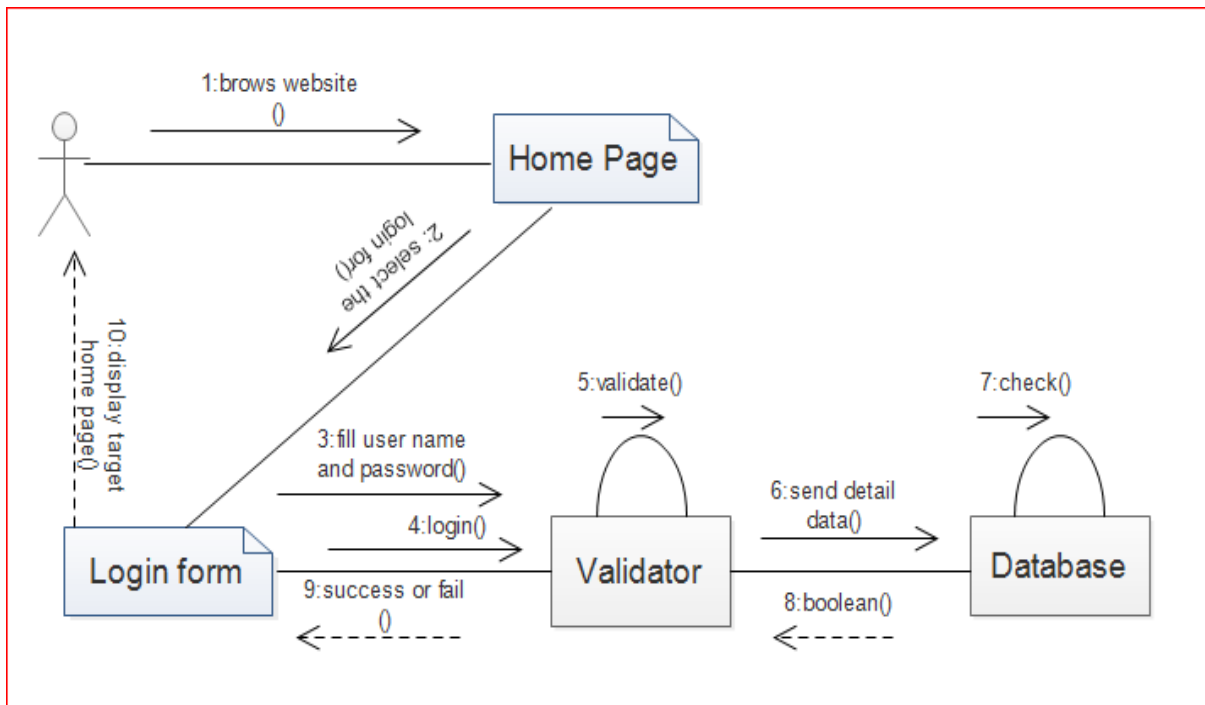 1:brows website
()
Home Page
2: select the
login for()
10:display target
home page()
5:validate()
7:check()
3:fill user name
and password()
6:send detail
data()
4:login()
Login form
Validator
Database
9:success or fail
()
8:boolean()